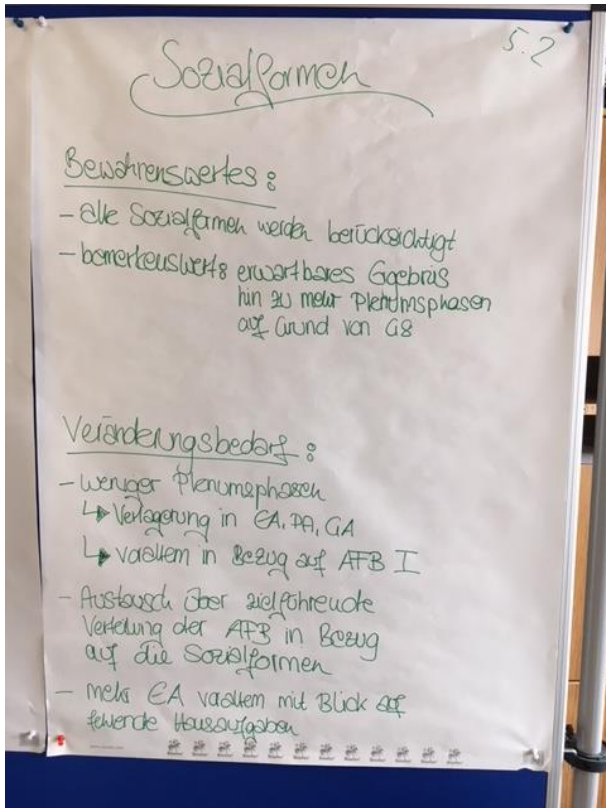 5.2
Sozialformen
Bewahrenswertes:
- alle Sozialformen werden berücksichtigt
- bemerkenswert: erwartbares Ergebnis
hin zu mehr Plenumsphasen
auf Grund von G8
Veränderungsbedarf:
- weniger Plenumsphasen
↳ Verlagerung in EA, PA, GA
↳ vorallem in Bezug auf AFB I
- Austausch über zielführende
Verteilung der AFB in Bezug
auf die Sozialformen
- mehr EA vorallem mit Blick auf
fehlende Hausaufgaben